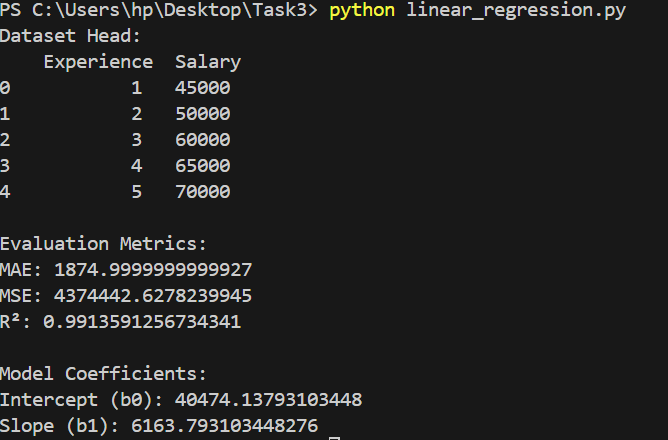 PS C:\Users\hp\Desktop\Task3> python linear_regression.py
Dataset Head:
   Experience  Salary
0           1   45000
1           2   50000
2           3   60000
3           4   65000
4           5   70000

Evaluation Metrics:
MAE: 1874.9999999999927
MSE: 4374442.6278239945
R²: 0.9913591256734341

Model Coefficients:
Intercept (b0): 40474.13793103448
Slope (b1): 6163.793103448276